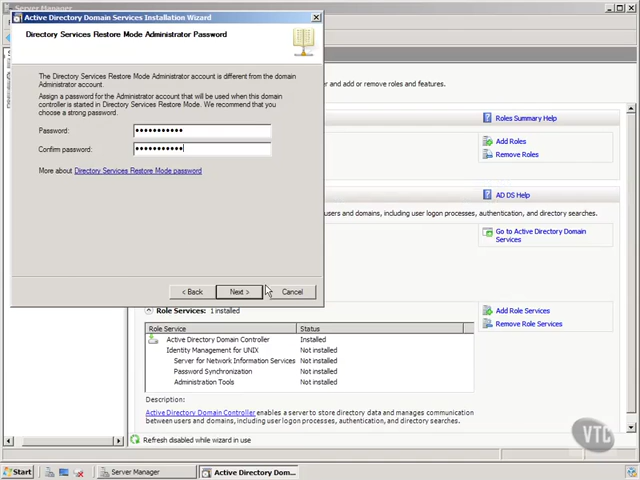 Server Manager
Active Directory Domain Services Installation Wizard
Directory Services Restore Mode Administrator Password
The Directory Services Restore Mode Administrator account is different from the domain
Administrator account.
Assign a password for the Administrator account that will be used when this domain
controller is started in Directory Services Restore Mode. We recommend that you
choose a strong password.
Password:
Confirm password:
More about Directory Services Restore Mode password
< Back
Next >
Cancel
er and add or remove roles and features.
Roles Summary Help
Add Roles
Remove Roles
AD DS Help
users and domains, including user logon processes, authentication, and directory searches.
Go to Active Directory Domain
Services
Role Services: 1 installed
Add Role Services
Remove Role Services
Role Service Status
Active Directory Domain Controller Installed
Identity Management for UNIX Not installed
Server for Network Information Services Not installed
Password Synchronization Not installed
Administration Tools Not installed
Description:
Active Directory Domain Controller enables a server to store directory data and manages communication
between users and domains, including user logon processes, authentication, and directory searches.
Refresh disabled while wizard in use
VTC
Start
Server Manager
Active Directory Dom...